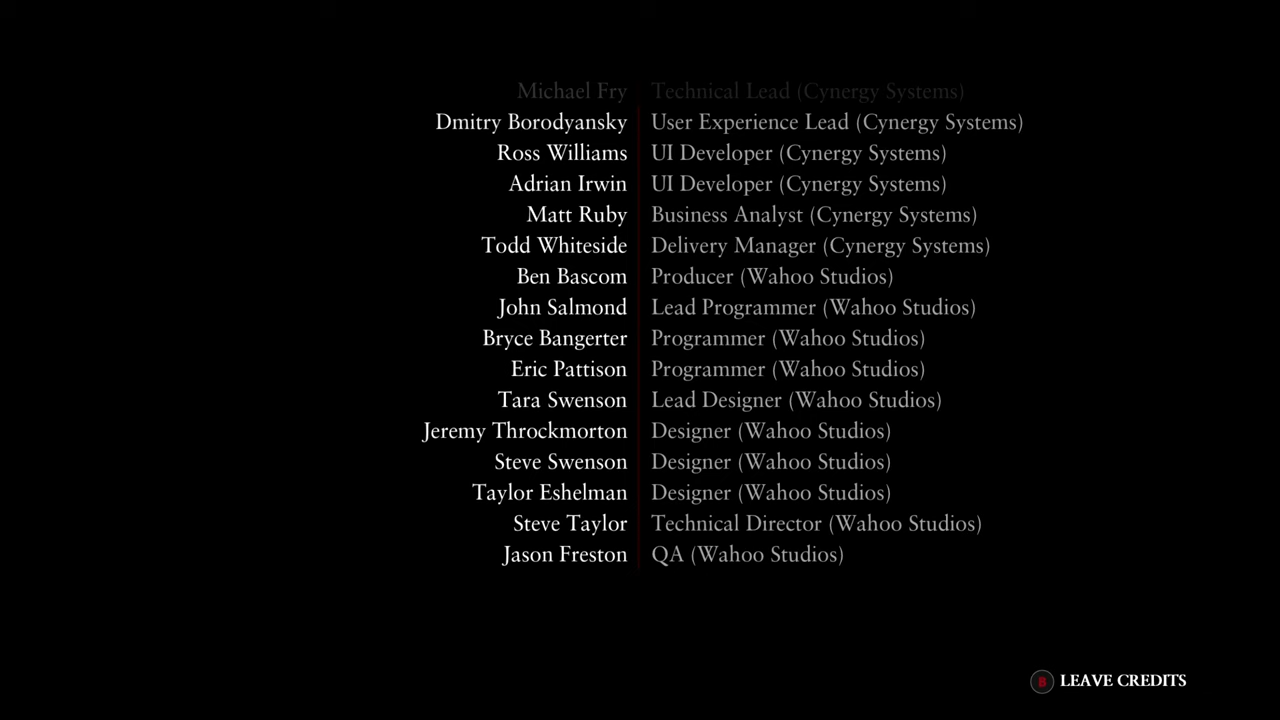 Michael Fry Technical Lead (Cynergy Systems)
Dmitry Borodyansky User Experience Lead (Cynergy Systems)
Ross Williams UI Developer (Cynergy Systems)
Adrian Irwin UI Developer (Cynergy Systems)
Matt Ruby Business Analyst (Cynergy Systems)
Todd Whiteside Delivery Manager (Cynergy Systems)
Ben Bascom Producer (Wahoo Studios)
John Salmond Lead Programmer (Wahoo Studios)
Bryce Bangerter Programmer (Wahoo Studios)
Eric Pattison Programmer (Wahoo Studios)
Tara Swenson Lead Designer (Wahoo Studios)
Jeremy Throckmorton Designer (Wahoo Studios)
Steve Swenson Designer (Wahoo Studios)
Taylor Eshelman Designer (Wahoo Studios)
Steve Taylor Technical Director (Wahoo Studios)
Jason Freston QA (Wahoo Studios)
B LEAVE CREDITS